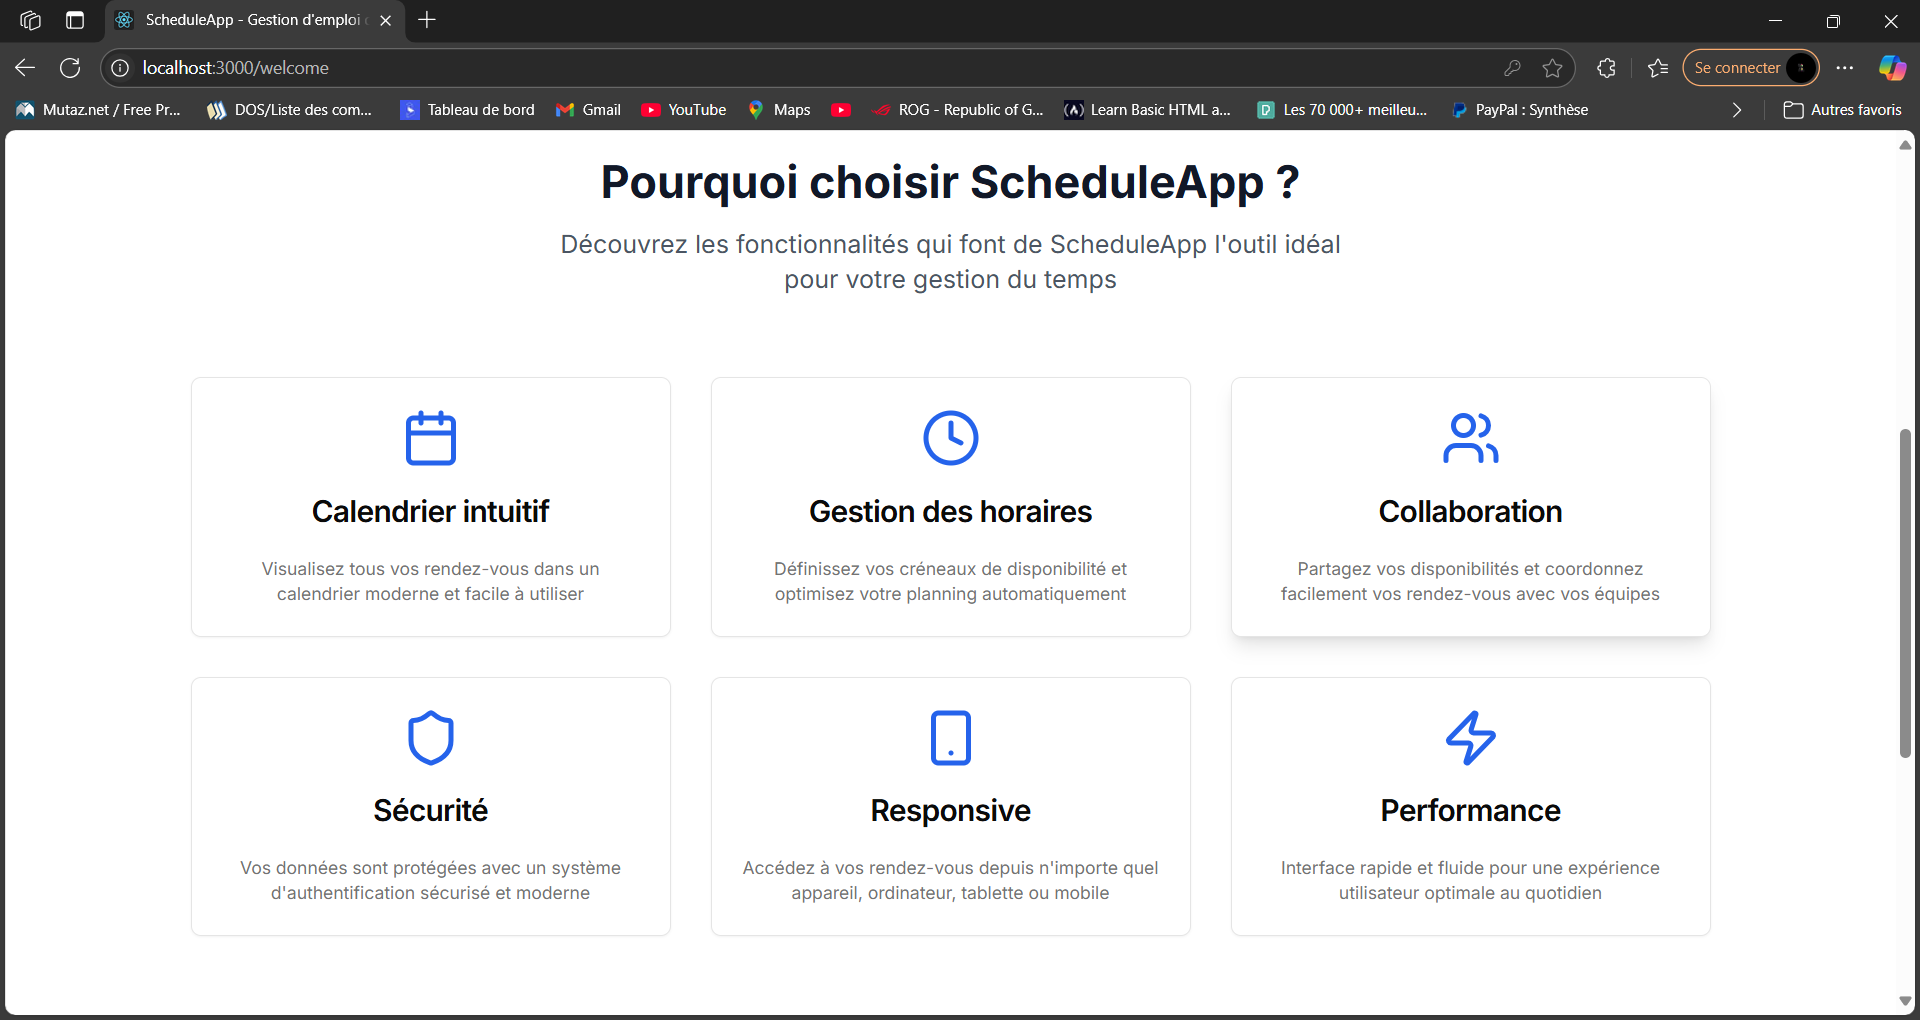 ScheduleApp - Gestion d'emploi
localhost:3000/welcome
Se connecter
Mutaz.net / Free Pr...
DOS/Liste des com...
Tableau de bord
Gmail
YouTube
Maps
ROG - Republic of G...
Learn Basic HTML a...
Les 70 000+ meilleu...
PayPal : Synthèse
Autres favoris
Pourquoi choisir ScheduleApp ?
Découvrez les fonctionnalités qui font de ScheduleApp l'outil idéal
pour votre gestion du temps
Calendrier intuitif
Visualisez tous vos rendez-vous dans un
calendrier moderne et facile à utiliser
Gestion des horaires
Définissez vos créneaux de disponibilité et
optimisez votre planning automatiquement
Collaboration
Partagez vos disponibilités et coordonnez
facilement vos rendez-vous avec vos équipes
Sécurité
Vos données sont protégées avec un système
d'authentification sécurisé et moderne
Responsive
Accédez à vos rendez-vous depuis n'importe quel
appareil, ordinateur, tablette ou mobile
Performance
Interface rapide et fluide pour une expérience
utilisateur optimale au quotidien